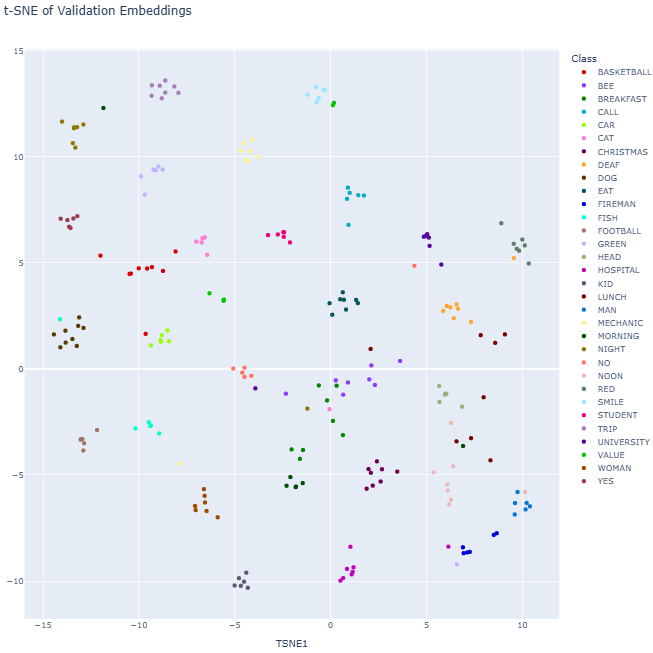 t-SNE of Validation Embeddings
15
10
5
0
−5
−10
−15
−10
−5
0
5
10
TSNE1
Class
BASKETBALL
BEE
BREAKFAST
CALL
CAR
CAT
CHRISTMAS
DEAF
DOG
EAT
FIREMAN
FISH
FOOTBALL
GREEN
HEAD
HOSPITAL
KID
LUNCH
MAN
MECHANIC
MORNING
NIGHT
NO
NOON
RED
SMILE
STUDENT
TRIP
UNIVERSITY
VALUE
WOMAN
YES